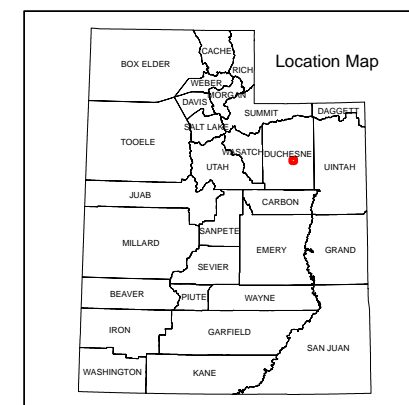 Location Map
CACHE
BOX ELDER
RICH
WEBER
MORGAN
DAVIS
SUMMIT
DAGGETT
SALT LAKE
TOOELE
WASATCH
DUCHESNE
UTAH
UINTAH
JUAB
CARBON
SANPETE
MILLARD
EMERY
GRAND
SEVIER
BEAVER
PIUTE
WAYNE
IRON
GARFIELD
SAN JUAN
WASHINGTON
KANE